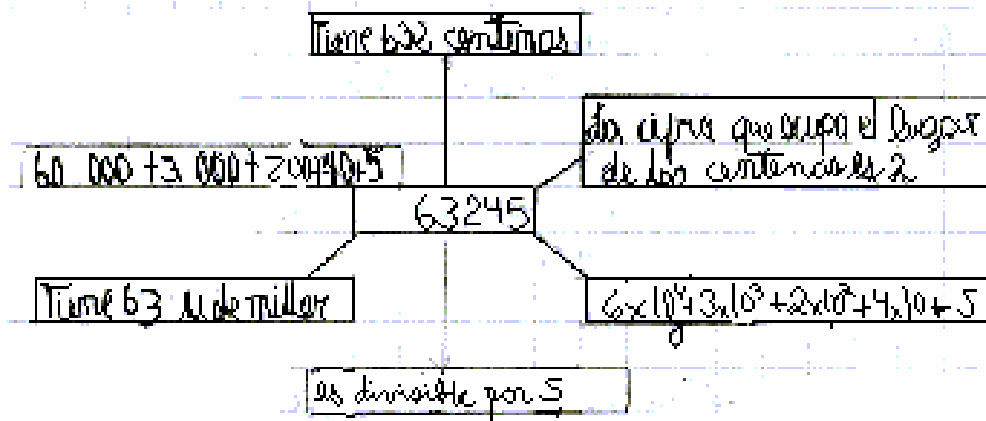 Tiene 632 centenas
La cifra que ocupa el lugar
de las centenas es 2
60 000 + 3 000 + 200+40+5
63245
Tiene 63 u de millar
6x10⁴+3x10³+2x10²+4x10+5
es divisible por 5